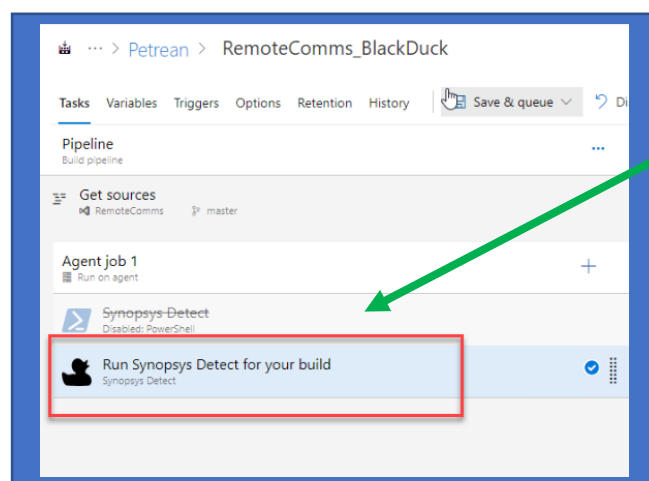 ··· > Petrean > RemoteComms_BlackDuck
Tasks Variables Triggers Options Retention History Save & queue Di
Pipeline
Build pipeline
Get sources
RemoteComms master
Agent job 1
Run on agent
Synopsys Detect
Disabled: PowerShell
Run Synopsys Detect for your build
Synopsys Detect